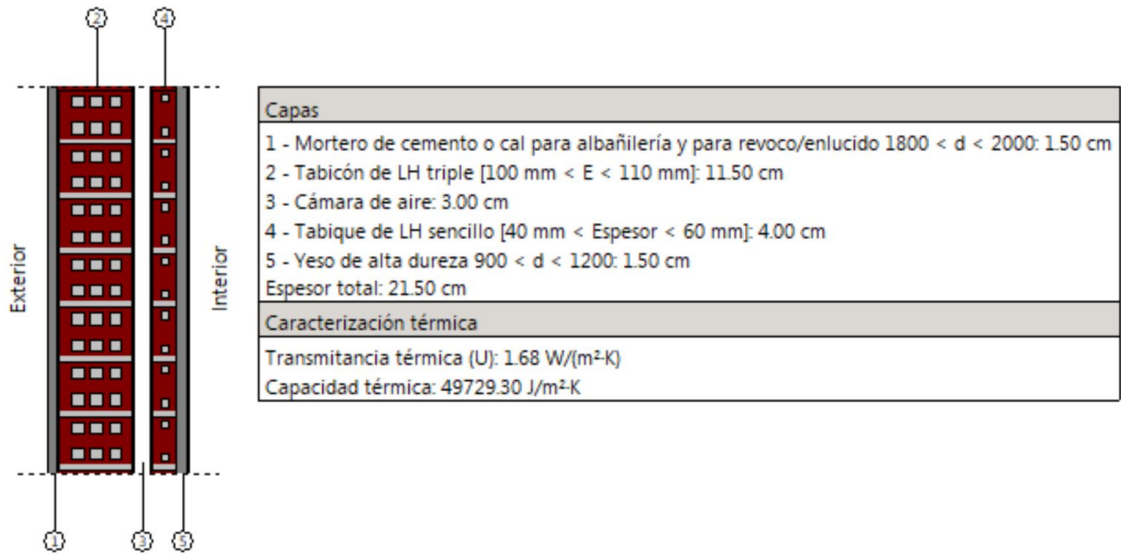 2
4
Exterior
Interior
1
3
5
Capas
1 - Mortero de cemento o cal para albañilería y para revoco/enlucido 1800 < d < 2000: 1.50 cm
2 - Tabicón de LH triple [100 mm < E < 110 mm]: 11.50 cm
3 - Cámara de aire: 3.00 cm
4 - Tabique de LH sencillo [40 mm < Espesor < 60 mm]: 4.00 cm
5 - Yeso de alta dureza 900 < d < 1200: 1.50 cm
Espesor total: 21.50 cm
Caracterización térmica
Transmitancia térmica (U): 1.68 W/(m²·K)
Capacidad térmica: 49729.30 J/m²·K